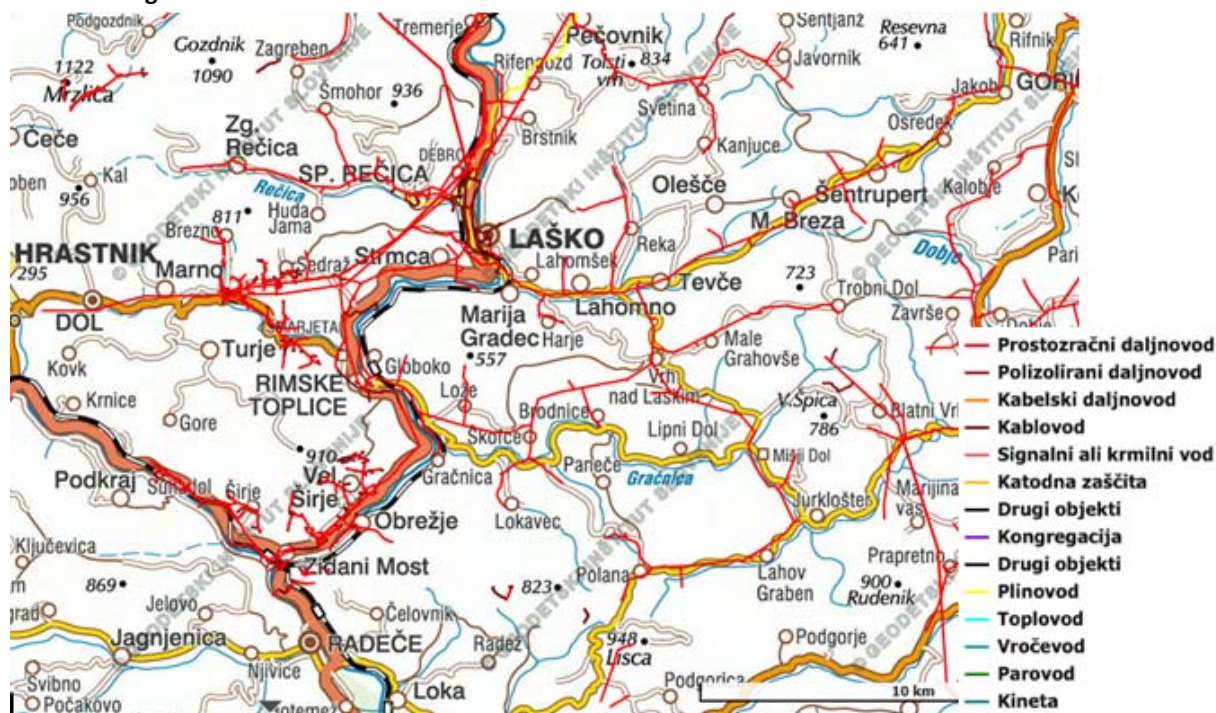 Tremerje
Pečovnik
Šentjanž
Resevna
641
Rifnik
Podgozdnik
Gozdnik
1090
Zagreben
Rifengozd
Tolsti
vrh
834
Javornik
1122
Mrzlica
Šmohor
936
Svetina
Jakob
Čeče
Zg.
Rečica
Brstnik
Kanjuce
Osredek
DEBRO
SP. REČICA
Kal
956
Rečica
Olešče
Šentrupert
Kalobje
811
Huda
Jama
M. Breza
Brezno
HRASTNIK
295
Marno
Sedraž
Strmca
LAŠKO
Reka
Lahomšek
Dobje
Tevče
723
DOL
Marija
Gradec
Lahomno
Trobni Dol
Završe
Harje
Turje
Kovk
Globoko
557
Male
Grahovše
RIMSKE
TOPLICE
Lože
Vrh
nad Laškim
Krnice
Gore
Brodnice
V. Špica
786
910
Škofce
Lipni Dol
Mišji Dol
Vel.
Širje
Parleče
Gračnica
Gračnica
Podkraj
Suhadol
Širje
Jurklošter
Marijina
vas
Obrežje
Lokavec
Ključevica
Zidani Most
Prapretno
869
823
Polana
Lahov
Graben
900
Rudenik
Jelovo
Čelovnik
Jagnjenica
RADEČE
Radež
948
Lisca
Podgorje
Njivice
Svibno
Počakovo
Loka
Podgorica
10 km
© GEODETSKI INŠTITUT SLOVENIJE
Prostozračni daljnovod
Polizolirani daljnovod
Kabelski daljnovod
Kablovod
Signalni ali krmilni vod
Katodna zaščita
Drugi objekti
Kongregacija
Drugi objekti
Plinovod
Toplovod
Vročevod
Parovod
Kineta